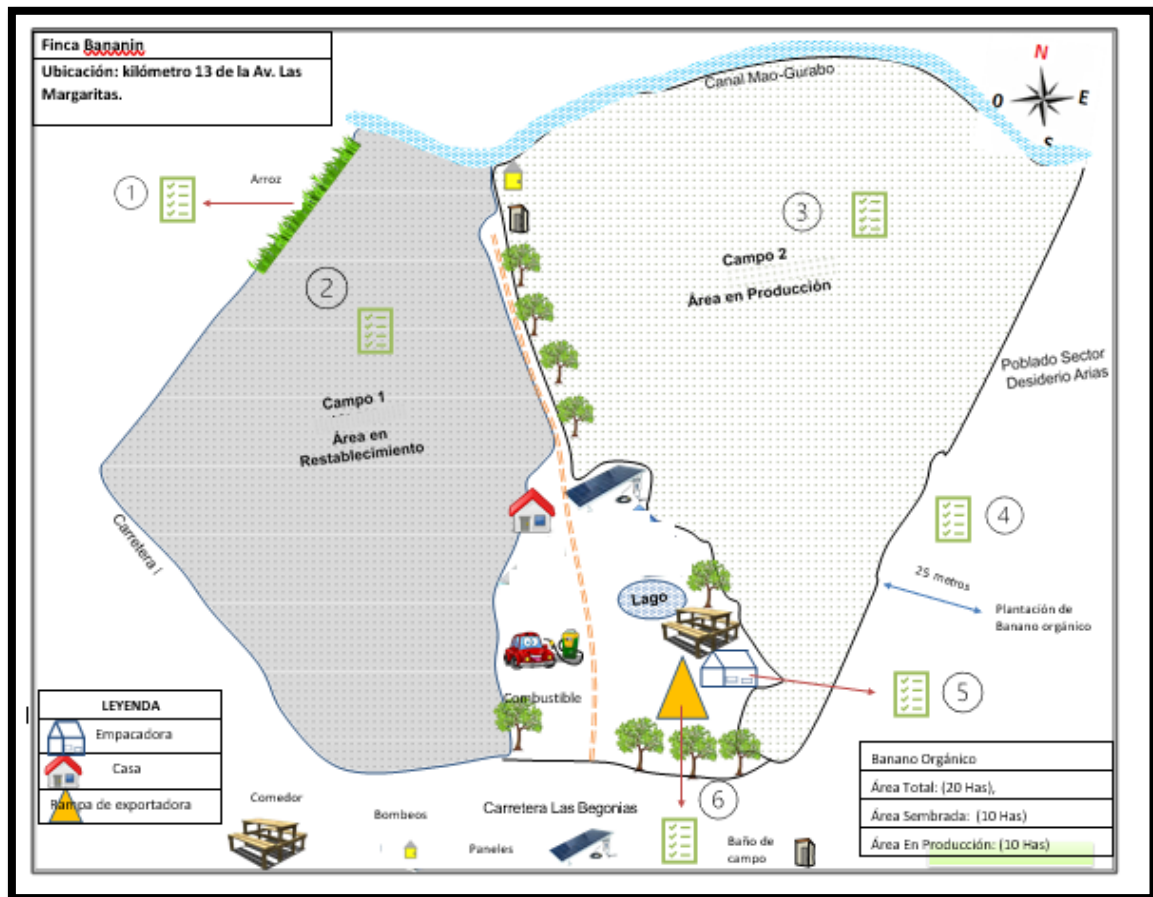 Finca Bananin
Ubicación: kilómetro 13 de la Av. Las
Margaritas.
Canal Mao-Gurabo
N
O
E
S
1
Arroz
2
3
Campo 2
Área en Producción
Campo 1
Área en
Restablecimiento
Poblado Sector
Desiderio Arias
Carretera I
4
25 metros
Plantación de
Banano orgánico
Lago
5
Combustible
LEYENDA
Empacadora
Casa
Rampa de exportadora
Comedor
Bombeos
Carretera Las Begonias
Paneles
6
Baño de
campo
Banano Orgánico
Área Total: (20 Has),
Área Sembrada: (10 Has)
Área En Producción: (10 Has)